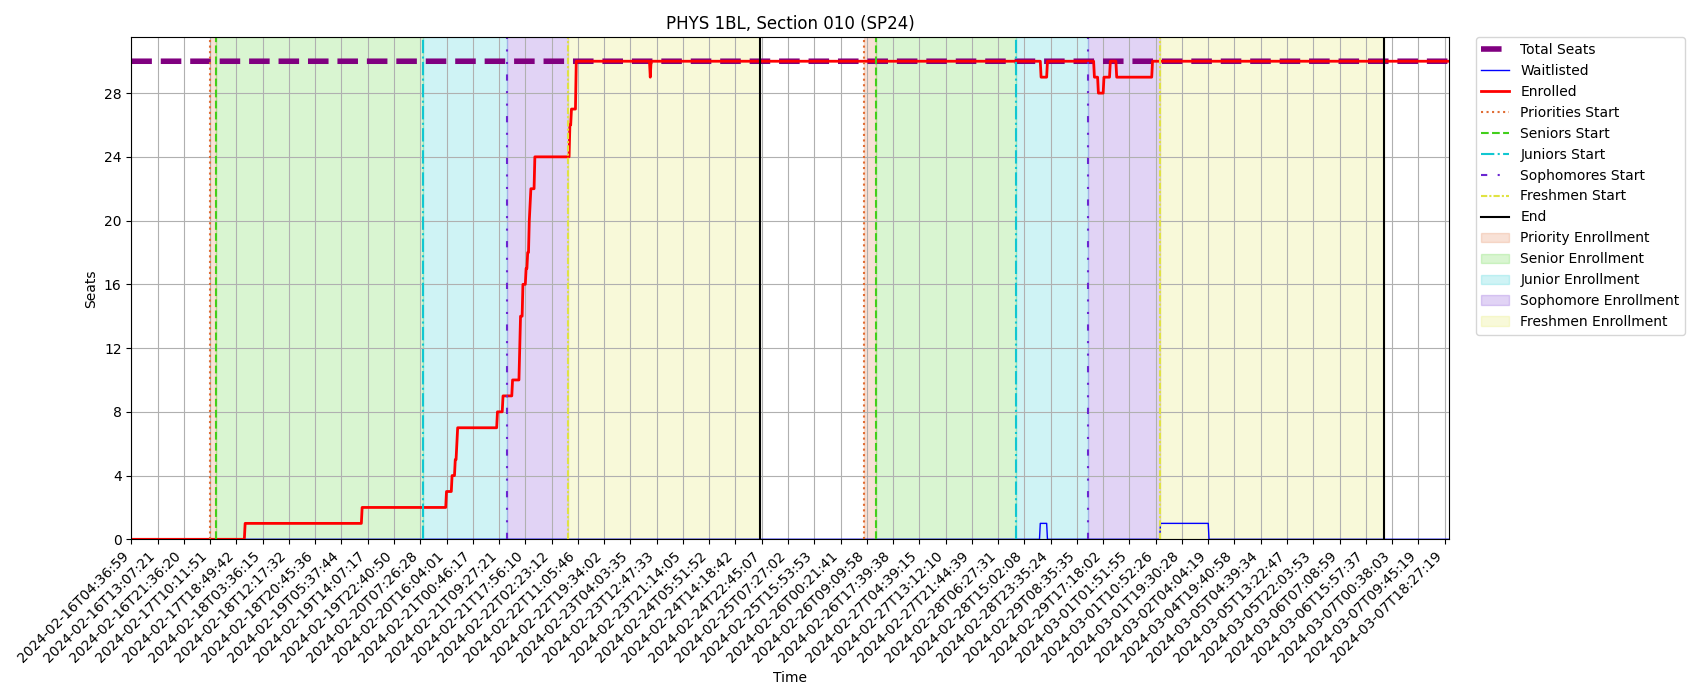 PHYS 1BL, Section 010 (SP24)
Total Seats
Waitlisted
Enrolled
Priorities Start
Seniors Start
Juniors Start
Sophomores Start
Freshmen Start
End
Priority Enrollment
Senior Enrollment
Junior Enrollment
Sophomore Enrollment
Freshmen Enrollment
Seats
28
24
20
16
12
8
4
0
2024-02-16T04:36:59
2024-02-16T13:07:21
2024-02-16T21:36:20
2024-02-17T10:11:51
2024-02-17T18:49:42
2024-02-18T03:36:15
2024-02-18T12:17:32
2024-02-18T20:45:36
2024-02-19T05:37:44
2024-02-19T14:07:17
2024-02-19T22:40:50
2024-02-20T07:26:28
2024-02-20T16:04:01
2024-02-21T00:46:17
2024-02-21T09:27:21
2024-02-21T17:56:10
2024-02-22T02:23:12
2024-02-22T11:05:46
2024-02-22T19:34:02
2024-02-23T04:03:35
2024-02-23T12:47:33
2024-02-23T21:14:05
2024-02-24T05:51:52
2024-02-24T14:18:42
2024-02-24T22:45:07
2024-02-25T07:27:02
2024-02-25T15:53:53
2024-02-26T00:21:41
2024-02-26T09:09:58
2024-02-26T17:39:38
2024-02-27T04:39:15
2024-02-27T13:12:10
2024-02-27T21:44:39
2024-02-28T06:27:31
2024-02-28T15:02:08
2024-02-28T23:35:24
2024-02-29T08:35:35
2024-02-29T17:18:02
2024-03-01T01:51:55
2024-03-01T10:52:26
2024-03-01T19:30:28
2024-03-02T04:04:19
2024-03-04T19:40:58
2024-03-05T04:39:34
2024-03-05T13:22:47
2024-03-05T22:03:53
2024-03-06T07:08:59
2024-03-06T15:57:37
2024-03-07T00:38:03
2024-03-07T09:45:19
2024-03-07T18:27:19
Time